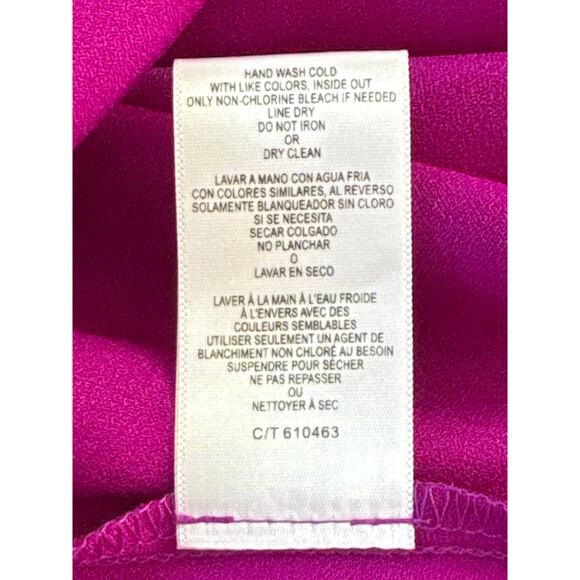 HAND WASH COLD
WITH LIKE COLORS, INSIDE OUT
ONLY NON-CHLORINE BLEACH IF NEEDED
LINE DRY
DO NOT IRON
OR
DRY CLEAN
LAVAR A MANO CON AGUA FRIA
CON COLORES SIMILARES, AL REVERSO
SOLAMENTE BLANQUEADOR SIN CLORO
SI SE NECESITA
SECAR COLGADO
NO PLANCHAR
O
LAVAR EN SECO
LAVER À LA MAIN À L'EAU FROIDE
À L'ENVERS AVEC DES
COULEURS SEMBLABLES
UTILISER SEULEMENT UN AGENT DE
BLANCHIMENT NON CHLORÉ AU BESOIN
SUSPENDRE POUR SÉCHER
NE PAS REPASSER
OU
NETTOYER À SEC
C/T 610463